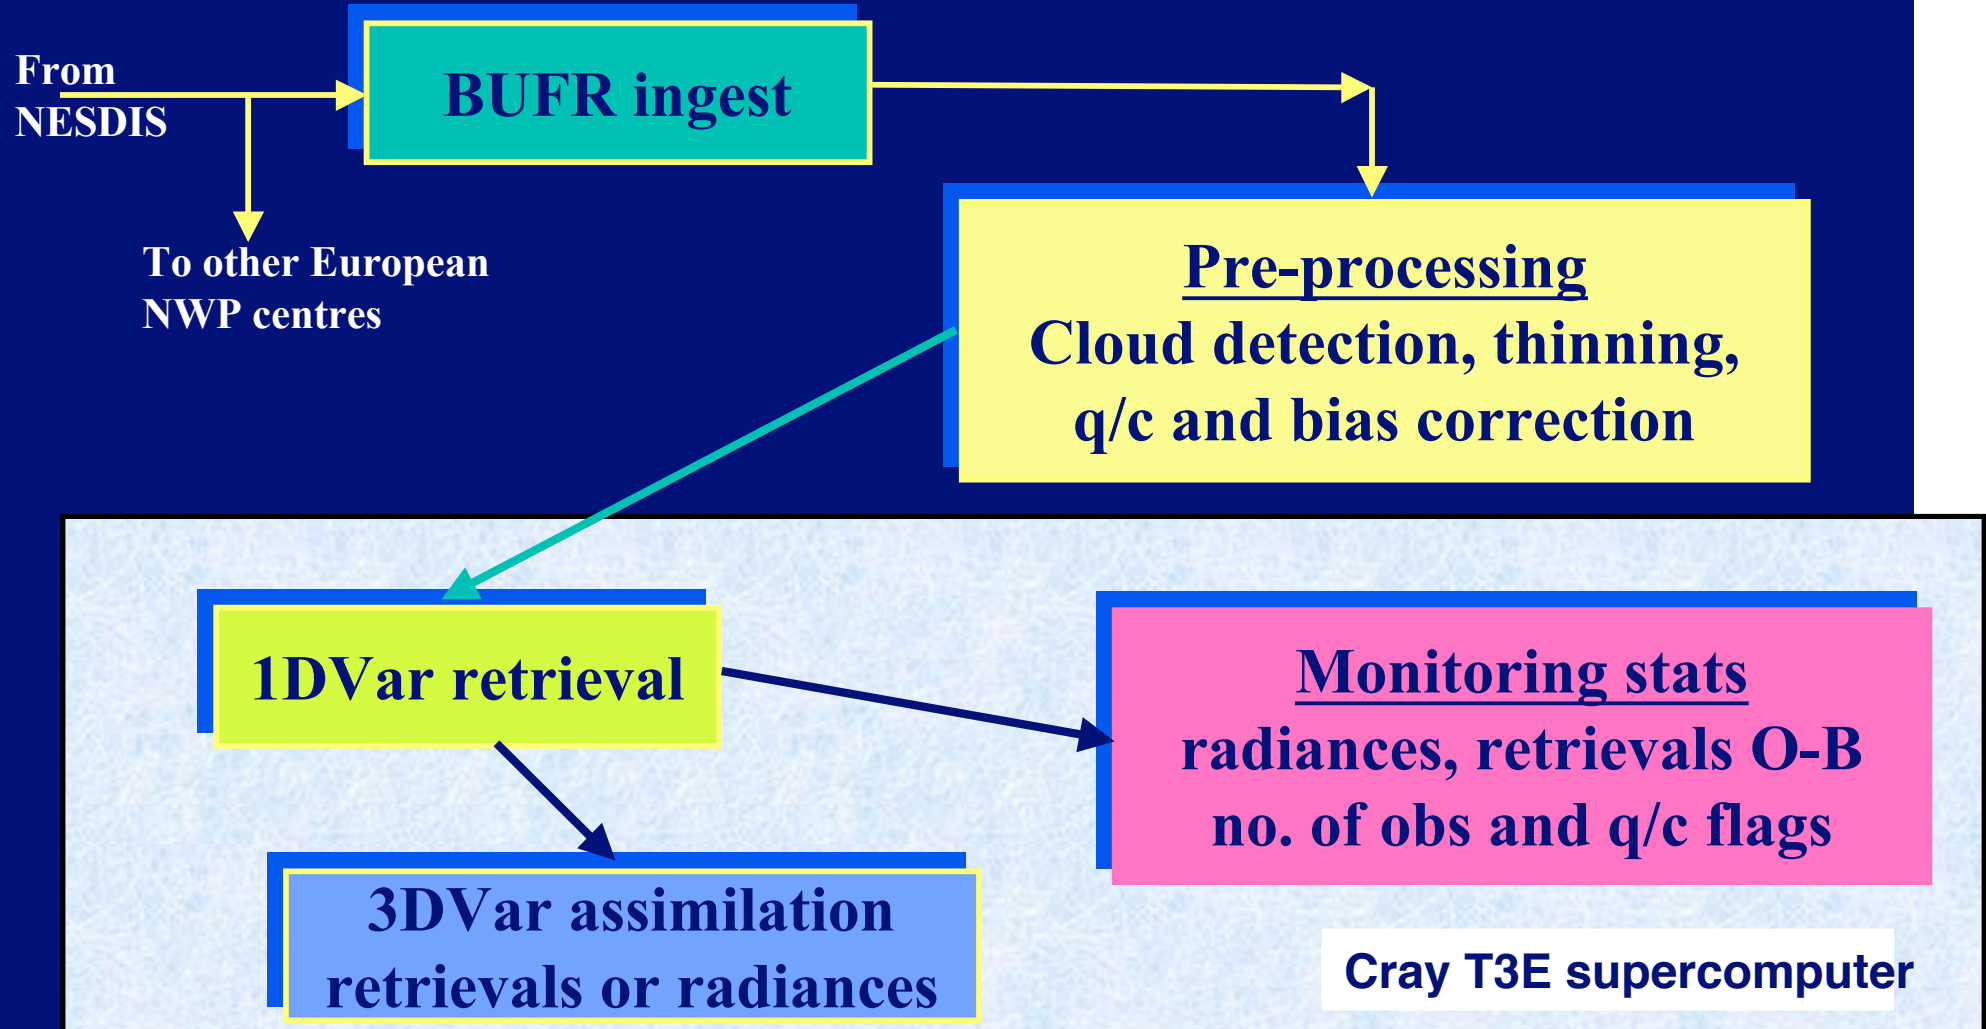 From
NESDIS
BUFR ingest
To other European
NWP centres
Pre-processing
Cloud detection, thinning,
q/c and bias correction
1DVar retrieval
Monitoring stats
radiances, retrievals O-B
no. of obs and q/c flags
3DVar assimilation
retrievals or radiances
Cray T3E supercomputer